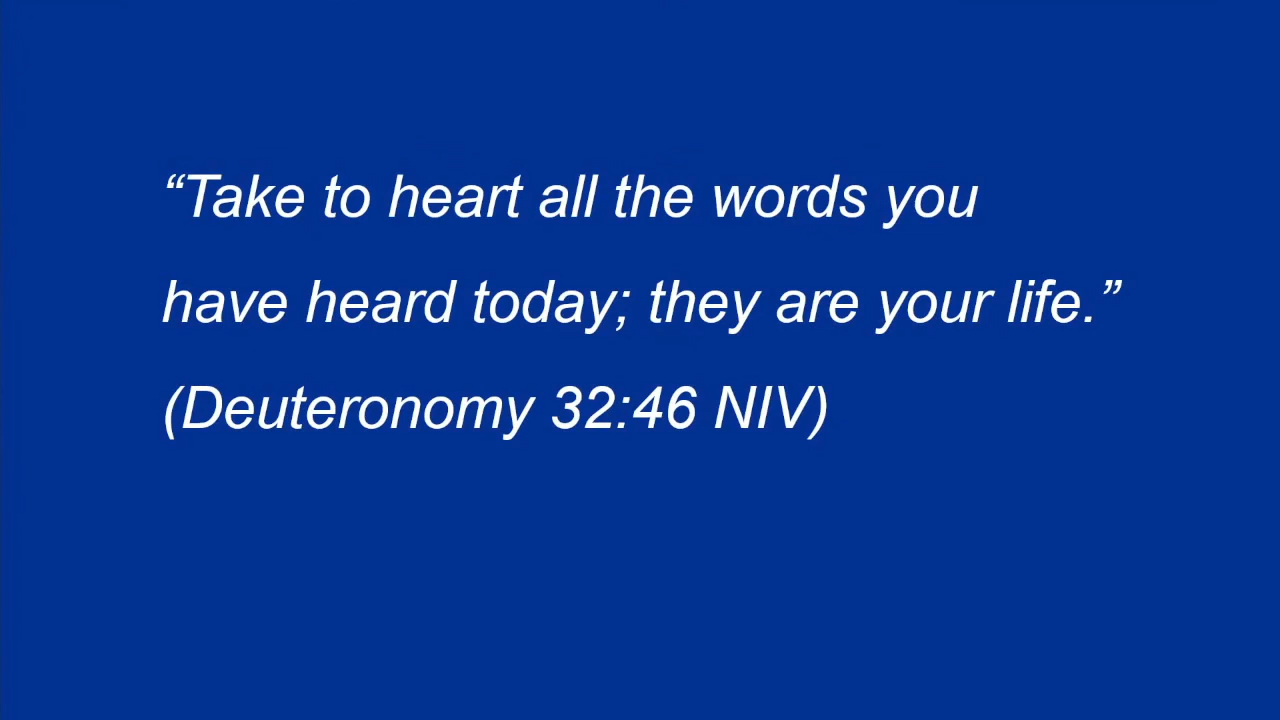 “Take to heart all the words you
have heard today; they are your life.”
(Deuteronomy 32:46 NIV)